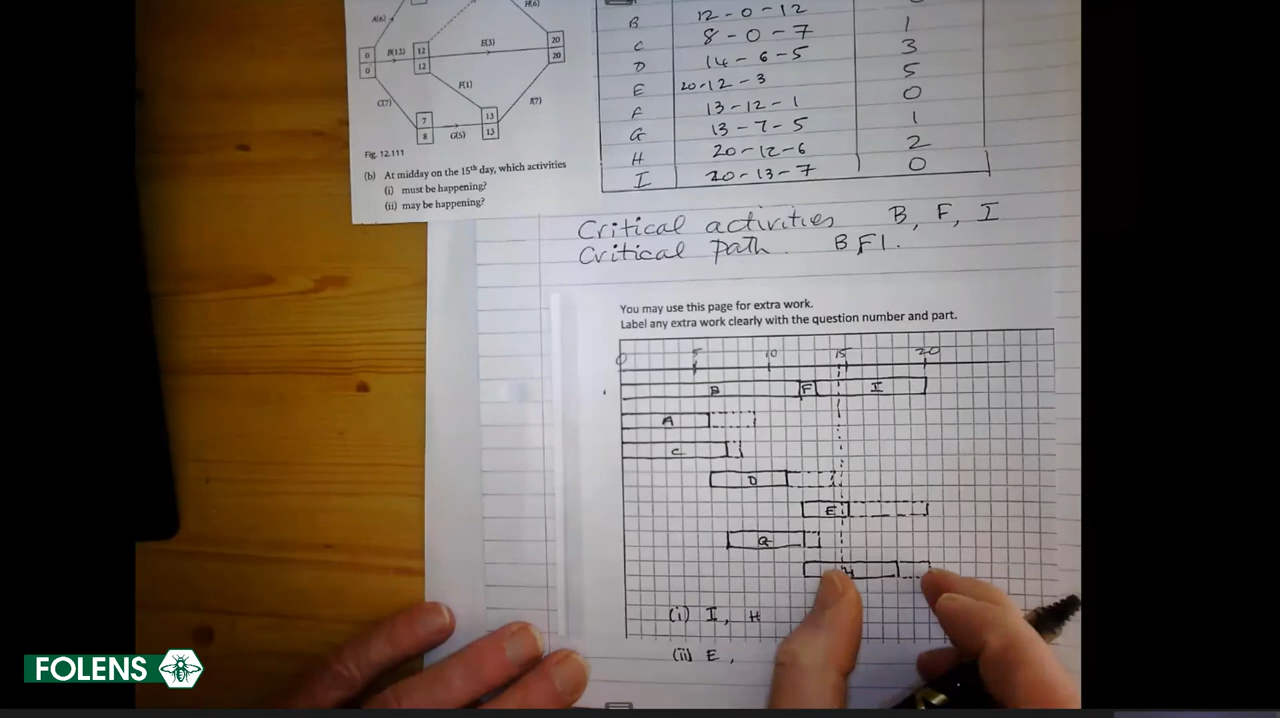 A(6)
H(6)
B(12)
0
0
12
12
E(3)
20
20
C(7)
F(1)
I(7)
7
8
G(5)
13
13
Fig. 12.111
(b) At midday on the 15th day, which activities
(i) must be happening?
(ii) may be happening?
B 12-0-12
C 8-0-7 1
D 14-6-5 3
E 20-12-3 5
F 13-12-1 0
G 13-7-5 1
H 20-12-6 2
I 20-13-7 0
Critical activities B, F, I
Critical path. BFI.
You may use this page for extra work.
Label any extra work clearly with the question number and part.
0 5 10 15 20
B F I
A
C
D
E
G
H
(i) I, H
(ii) E,
FOLENS